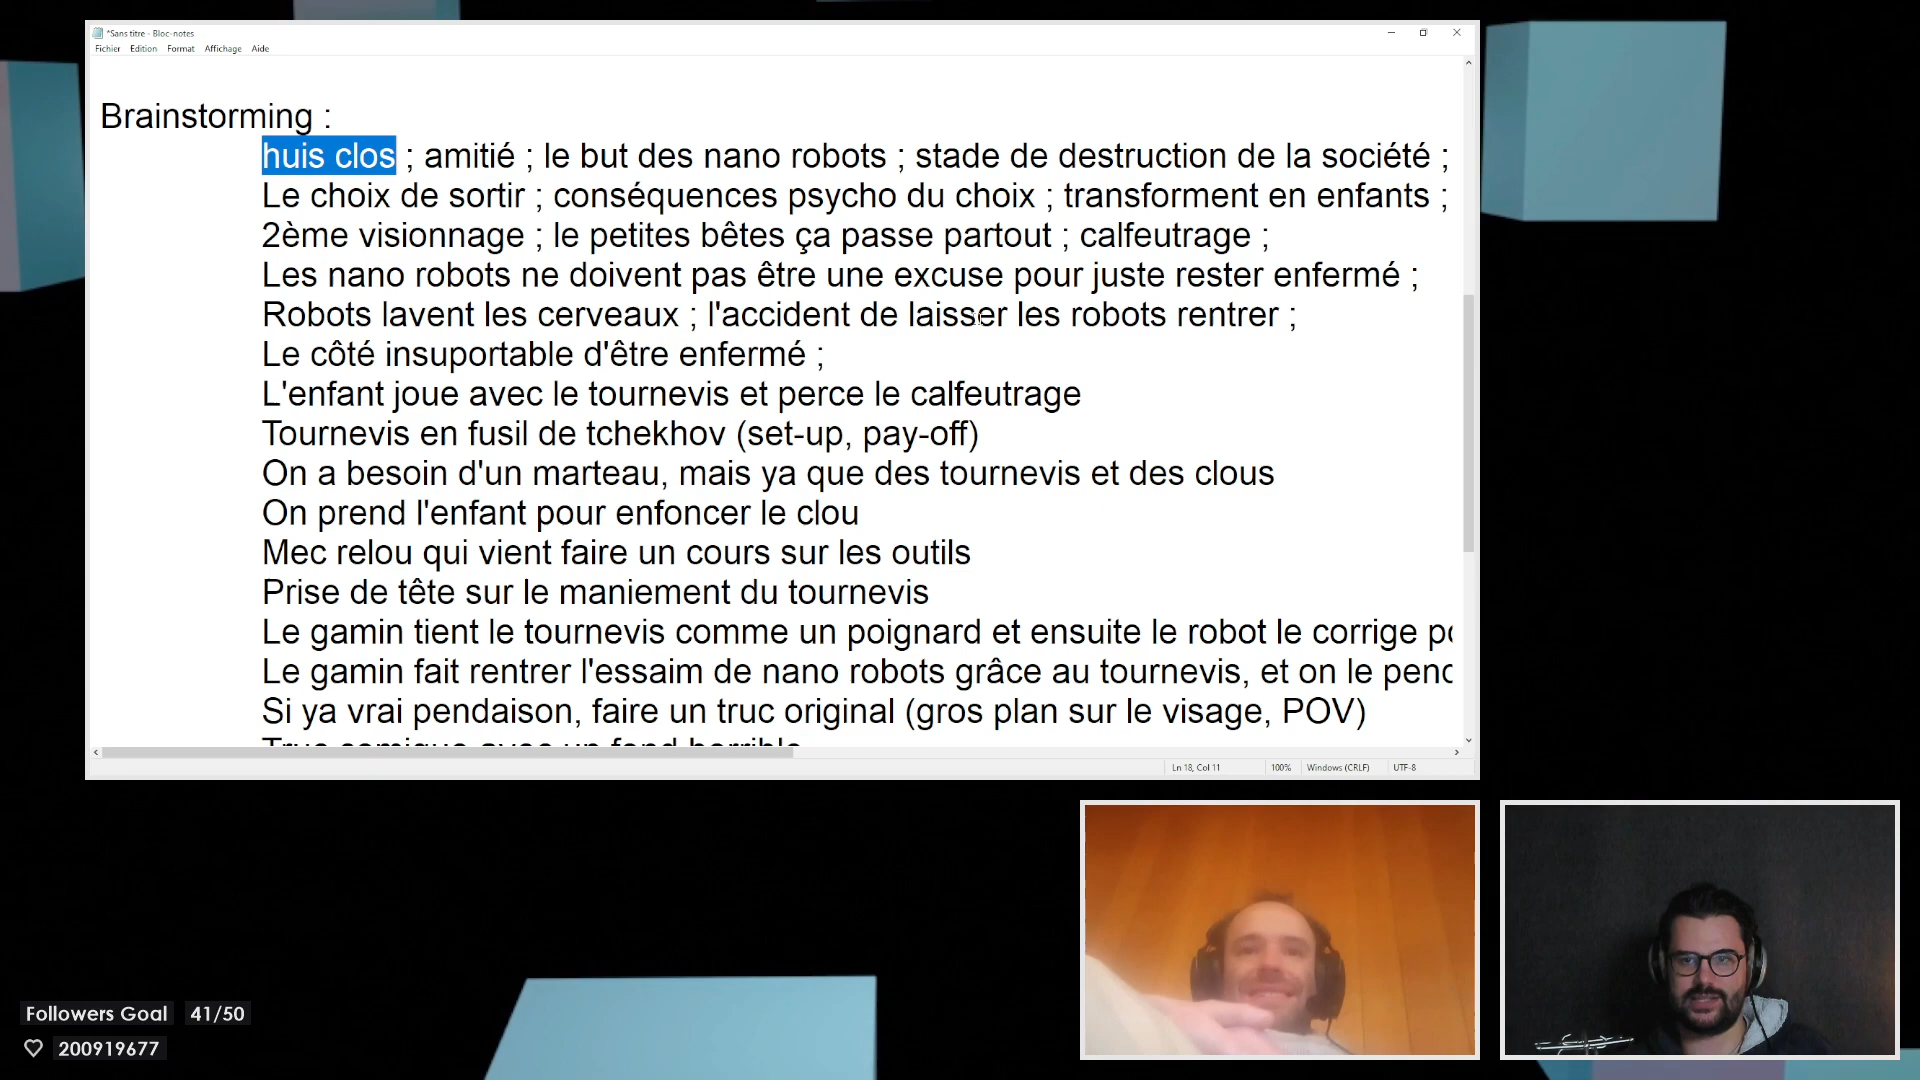 *Sans titre - Bloc-notes
Fichier Edition Format Affichage Aide
Brainstorming :
huis clos ; amitié ; le but des nano robots ; stade de destruction de la société ;
Le choix de sortir ; conséquences psycho du choix ; transforment en enfants ;
2ème visionnage ; le petites bêtes ça passe partout ; calfeutrage ;
Les nano robots ne doivent pas être une excuse pour juste rester enfermé ;
Robots lavent les cerveaux ; l'accident de laisser les robots rentrer ;
Le côté insuportable d'être enfermé ;
L'enfant joue avec le tournevis et perce le calfeutrage
Tournevis en fusil de tchekhov (set-up, pay-off)
On a besoin d'un marteau, mais ya que des tournevis et des clous
On prend l'enfant pour enfoncer le clou
Mec relou qui vient faire un cours sur les outils
Prise de tête sur le maniement du tournevis
Le gamin tient le tournevis comme un poignard et ensuite le robot le corrige
Le gamin fait rentrer l'essaim de nano robots grâce au tournevis, et on le
Si ya vrai pendaison, faire un truc original (gros plan sur le visage, POV)
Ln 18, Col 11 100% Windows (CRLF) UTF-8
Followers Goal 41/50
200919677